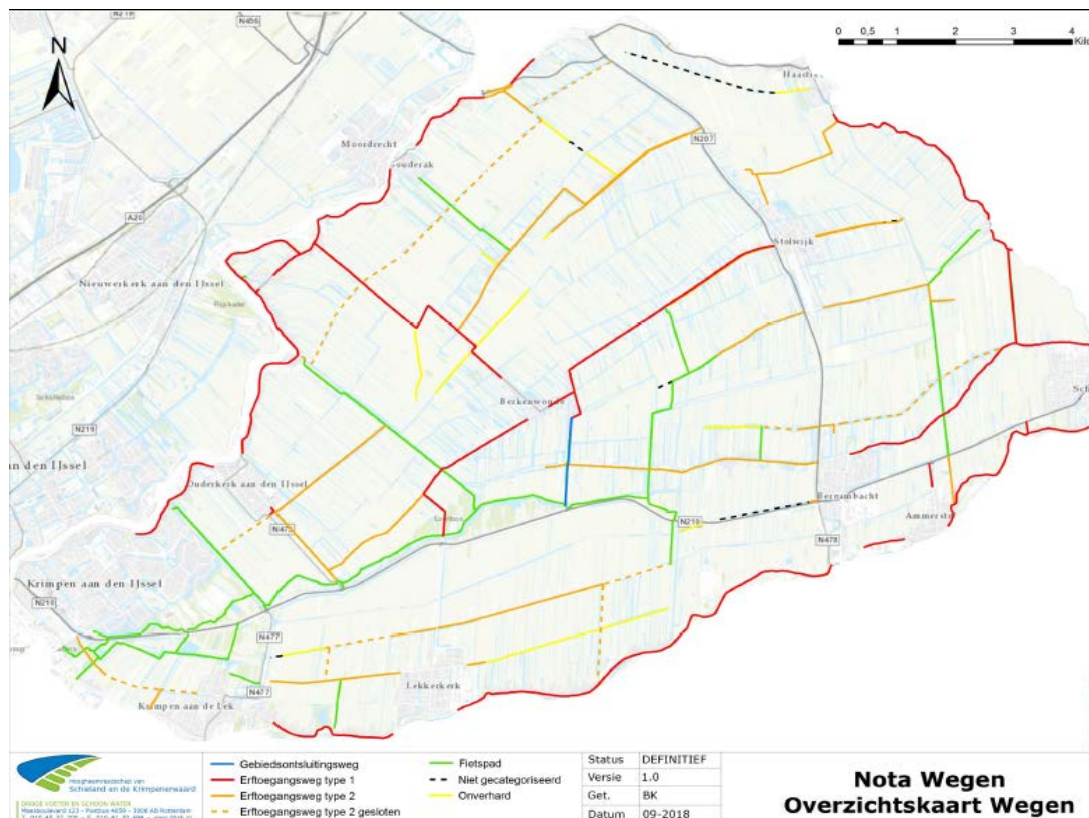 N219
N456
0 0,5 1 2 3 4
N
Haastr
Moordrecht
Gouderak
N207
A20
Stolwijk
Nieuwerkerk aan den IJssel
Berkenwoude
N219
an den IJssel
Ouderkerk aan den IJssel
Bergambacht
N210
Ammerst
N478
Krimpen aan den IJssel
N210
N477
Lekkerkerk
N477
Krimpen aan de Lek
Hoogheemraadschap van
Schieland en de Krimpenerwaard
DROGE VOETEN EN SCHOON WATER
Gebiedsontsluitingsweg
Erftoegangsweg type 1
Erftoegangsweg type 2
Erftoegangsweg type 2 gesloten
Fietspad
Niet gecategoriseerd
Onverhard
Status DEFINITIEF
Versie 1.0
Get. BK
Datum 09-2018
Nota Wegen
Overzichtskaart Wegen